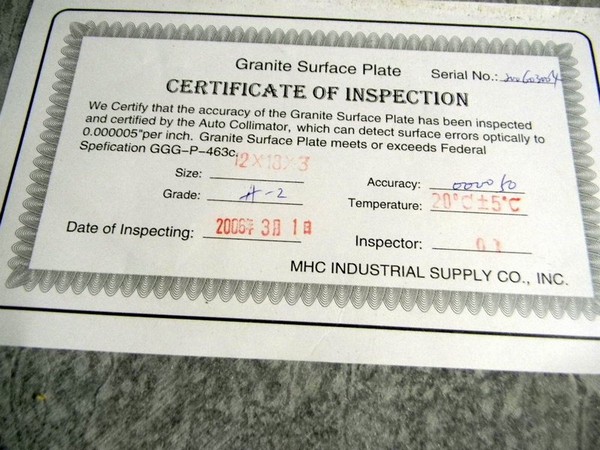 Granite Surface Plate
Serial No.:
CERTIFICATE OF INSPECTION
We Certify that the accuracy of the Granite Surface Plate has been inspected
and certified by the Auto Collimator, which can detect surface errors optically to
0.000005"per inch. Granite Surface Plate meets or exceeds Federal
Spefication GGG-P-463c.
Size: 12×18×3
Accuracy:
Grade: #-2
Temperature: 20℃±5℃
Date of Inspecting: 2006年 3月 1日
Inspector:
MHC INDUSTRIAL SUPPLY CO., INC.